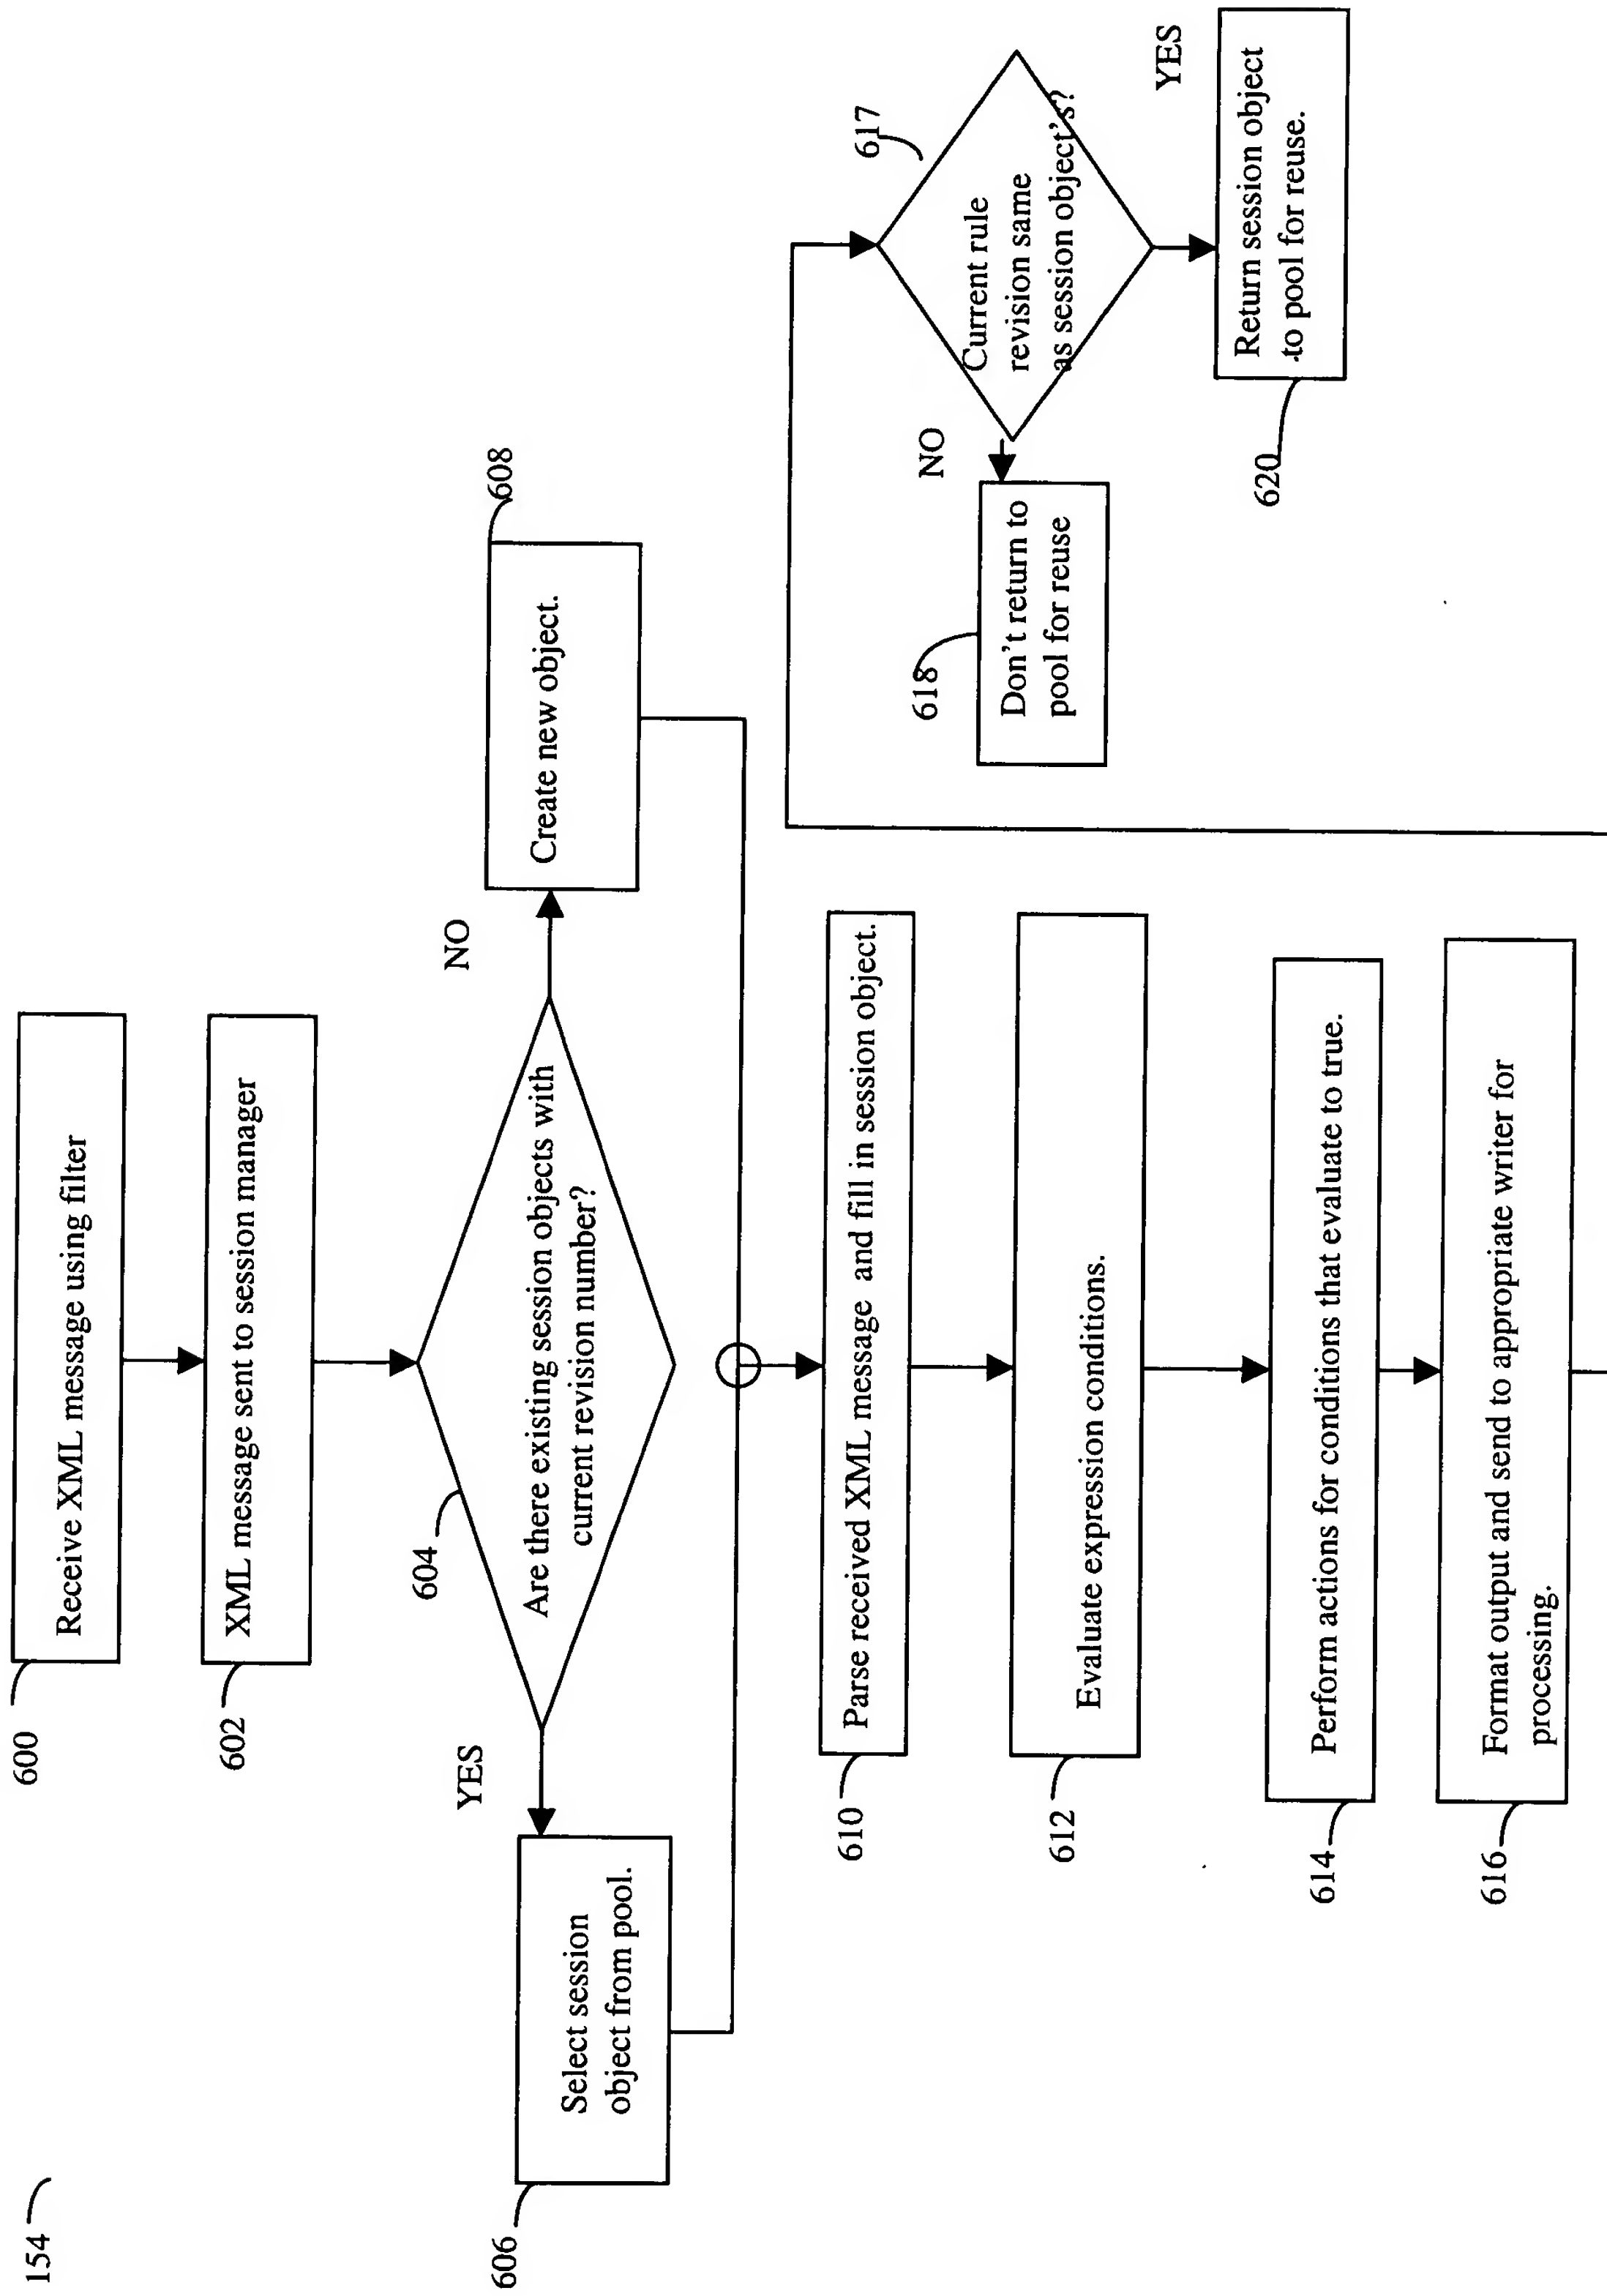 154
600
Receive XML message using filter
602
XML message sent to session manager
604
Are there existing session objects with
current revision number?
YES
NO
606
Select session
object from pool.
608
Create new object.
610
Parse received XML message and fill in session object.
612
Evaluate expression conditions.
614
Perform actions for conditions that evaluate to true.
616
Format output and send to appropriate writer for
processing.
617
Current rule
revision same
as session object's?
NO
618
Don't return to
pool for reuse
YES
620
Return session object
to pool for reuse.